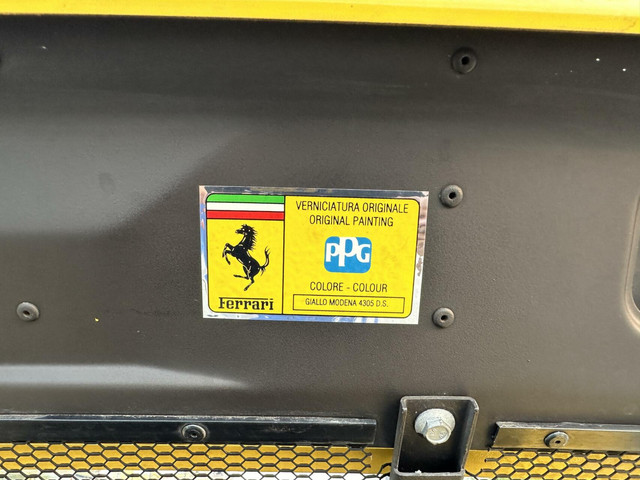 VERNICIATURA ORIGINALE
ORIGINAL PAINTING
PPG
COLORE - COLOUR
GIALLO MODENA 4305 D.S.
Ferrari